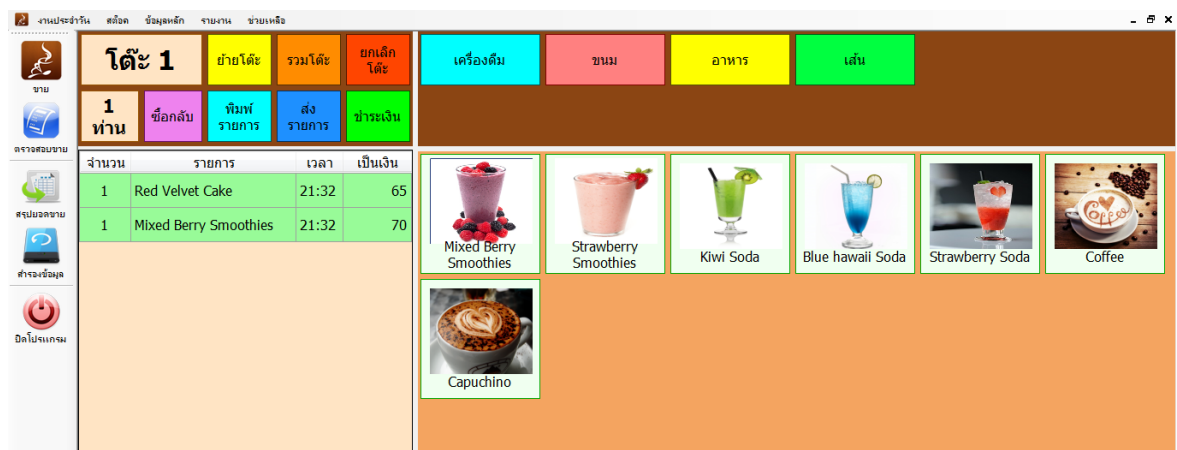 งานประจำวัน สต็อก ข้อมูลหลัก รายงาน ช่วยเหลือ
ขาย
ตรวจสอบขาย
สรุปยอดขาย
สำรองข้อมูล
ปิดโปรแกรม
โต๊ะ 1
ย้ายโต๊ะ
รวมโต๊ะ
ยกเลิก
โต๊ะ
1
ท่าน
ซื้อกลับ
พิมพ์
รายการ
ส่ง
รายการ
ชำระเงิน
จำนวน รายการ เวลา เป็นเงิน
1 Red Velvet Cake 21:32 65
1 Mixed Berry Smoothies 21:32 70
เครื่องดื่ม
ขนม
อาหาร
เส้น
Mixed Berry
Smoothies
Strawberry
Smoothies
Kiwi Soda
Blue hawaii Soda
Strawberry Soda
Coffee
Capuchino